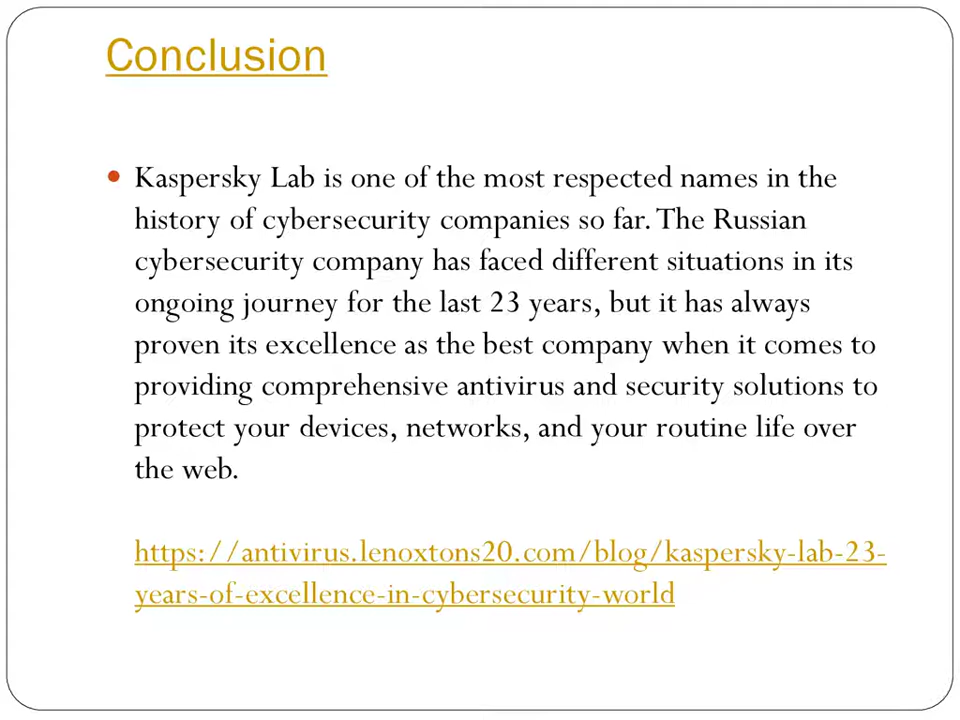 Conclusion
Kaspersky Lab is one of the most respected names in the
history of cybersecurity companies so far. The Russian
cybersecurity company has faced different situations in its
ongoing journey for the last 23 years, but it has always
proven its excellence as the best company when it comes to
providing comprehensive antivirus and security solutions to
protect your devices, networks, and your routine life over
the web.
https://antivirus.lenoxtons20.com/blog/kaspersky-lab-23-
years-of-excellence-in-cybersecurity-world